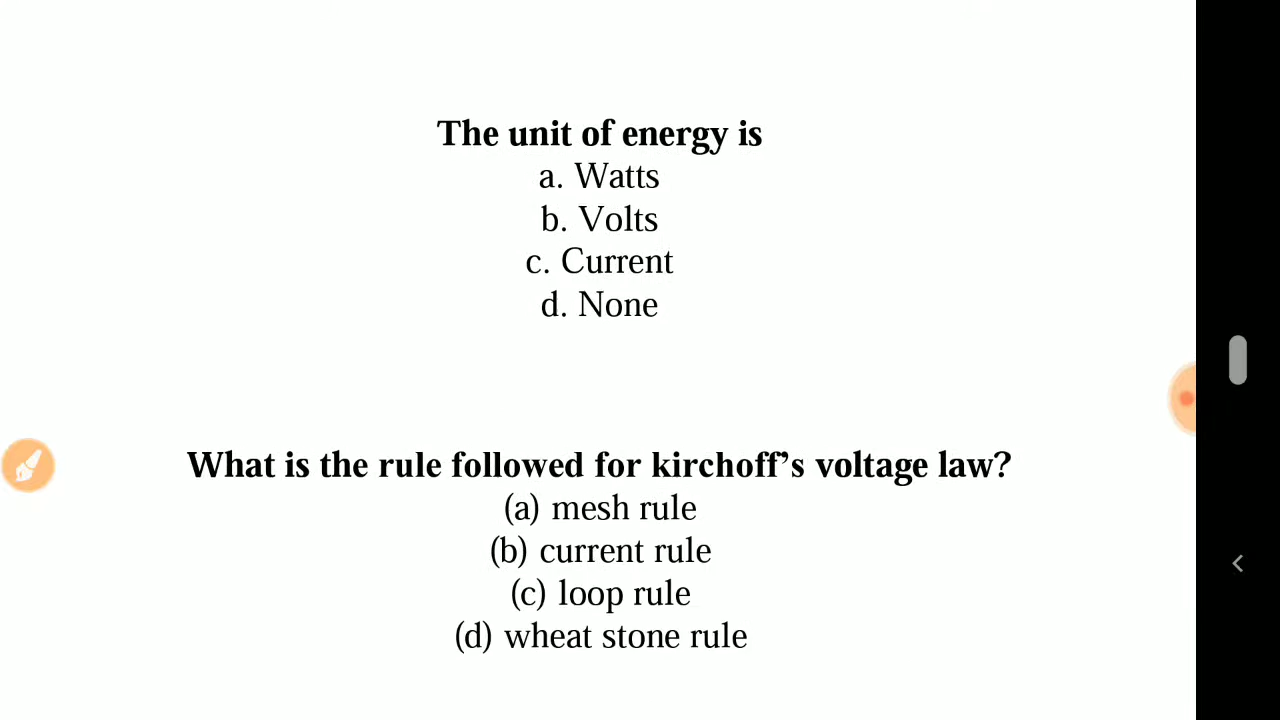 The unit of energy is
a. Watts
b. Volts
c. Current
d. None
What is the rule followed for kirchoff’s voltage law?
(a) mesh rule
(b) current rule
(c) loop rule
(d) wheat stone rule